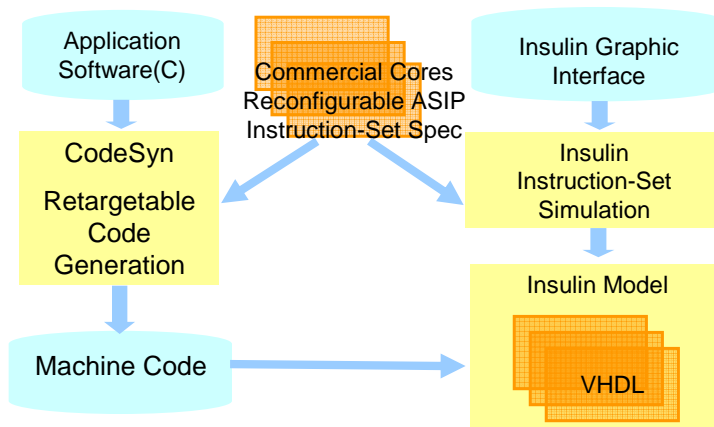 Application
Software(C)
Commercial Cores
Reconfigurable ASIP
Instruction-Set Spec
Insulin Graphic
Interface
CodeSyn
Retargetable
Code
Generation
Insulin
Instruction-Set
Simulation
Machine Code
Insulin Model
VHDL